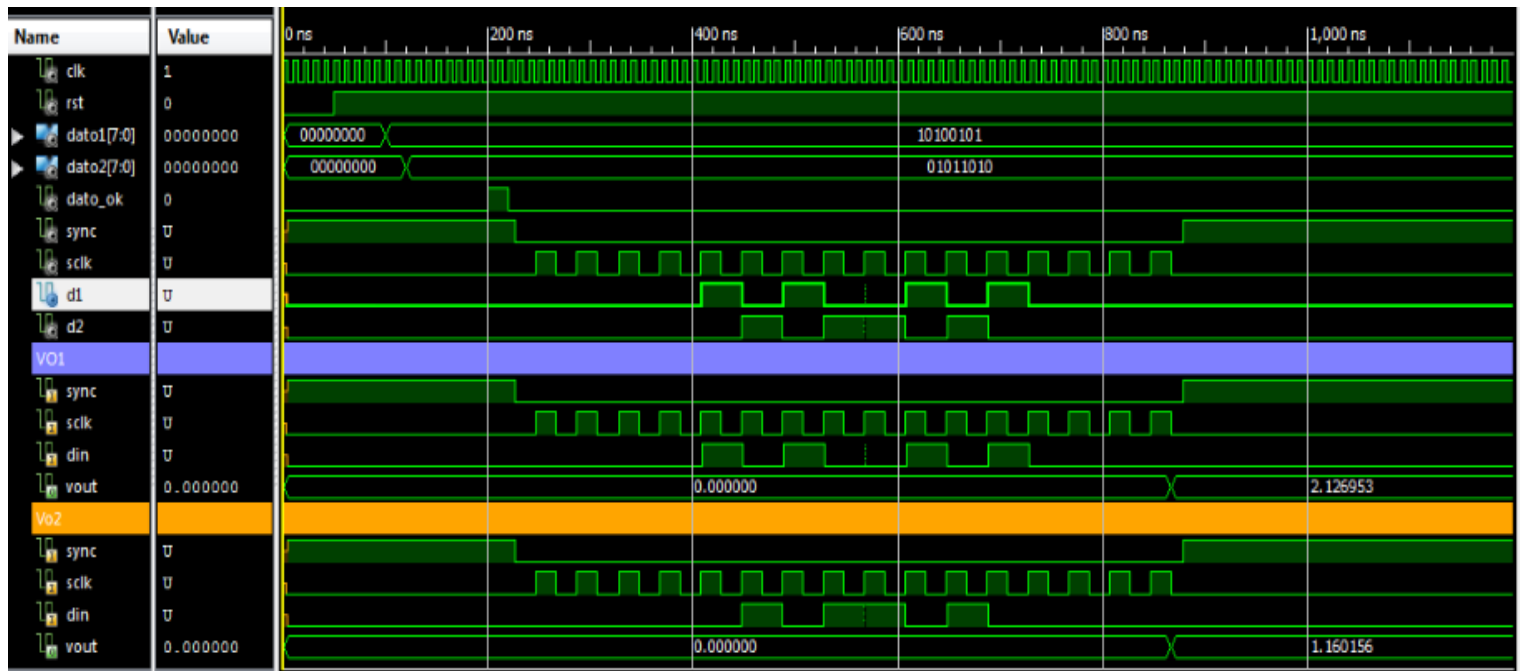 Name Value 0 ns 200 ns 400 ns 600 ns 800 ns 1,000 ns
clk 1
rst 0
dato1[7:0] 00000000 00000000 10100101
dato2[7:0] 00000000 00000000 01011010
dato_ok 0
sync U
sclk U
d1 U
d2 U
VO1
sync U
sclk U
din U
vout 0.000000 0.000000 2.126953
Vo2
sync U
sclk U
din U
vout 0.000000 0.000000 1.160156